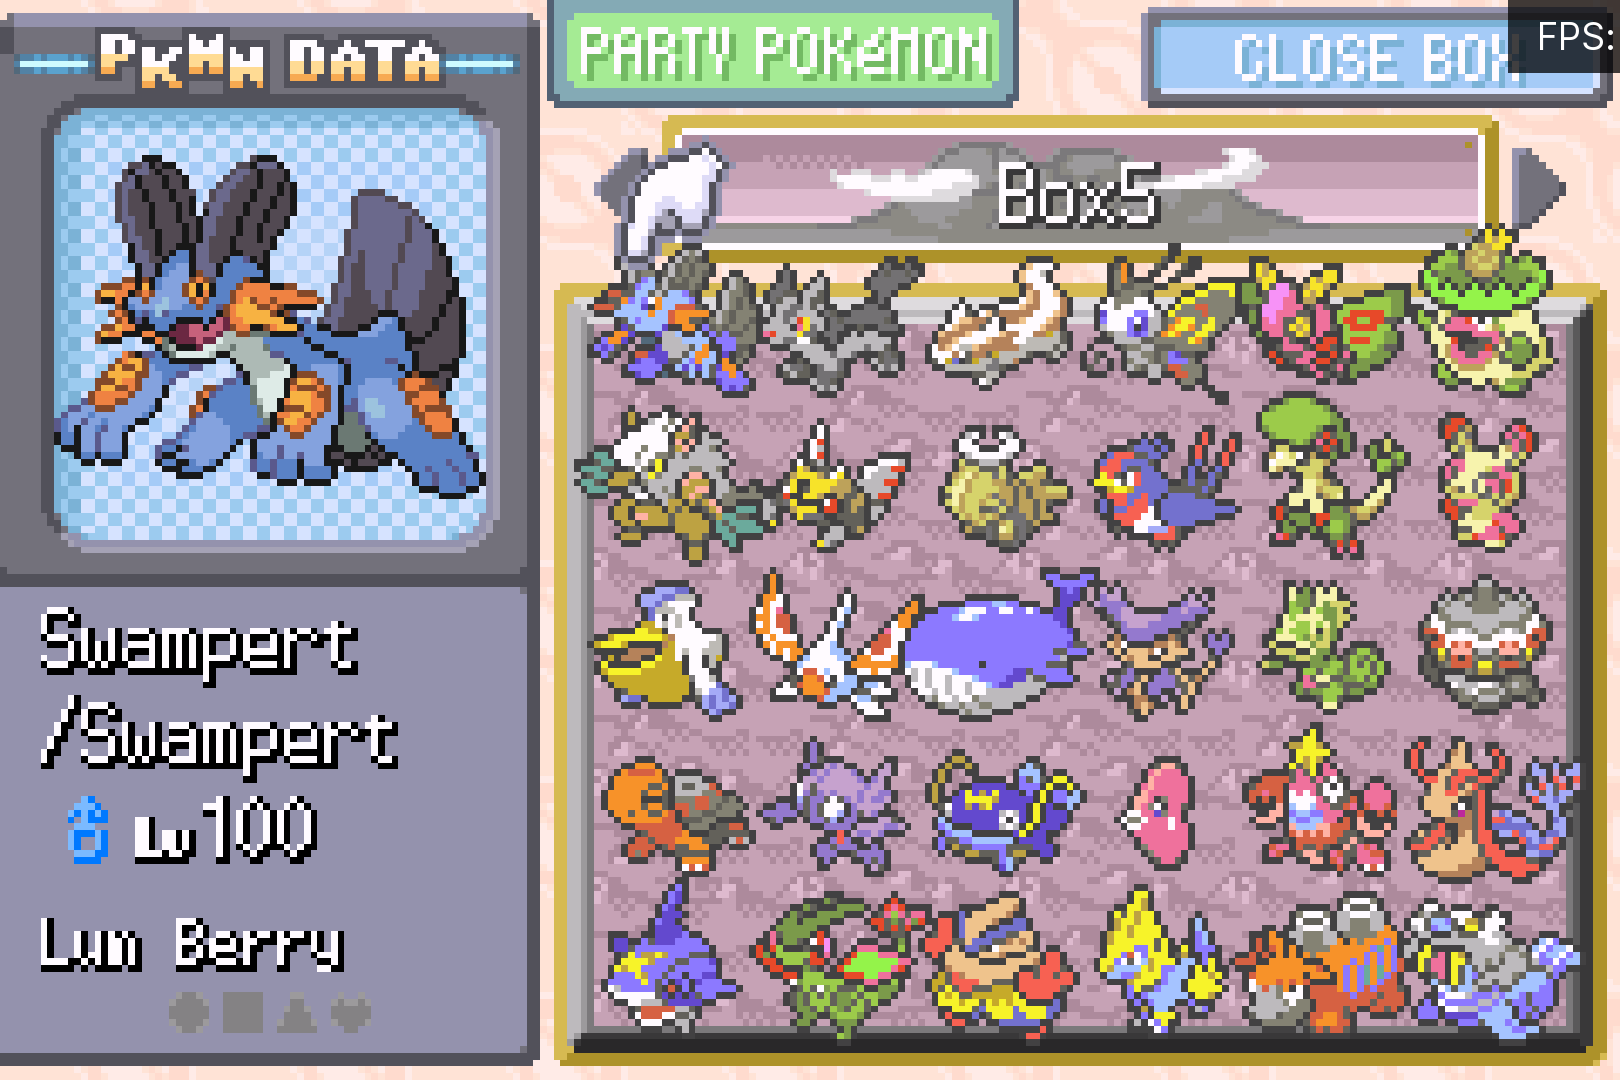 PKMN DATA
PARTY POKéMON
CLOSE BOX
FPS:
Box5
Swampert
/Swampert
♂ Lv100
Lum Berry